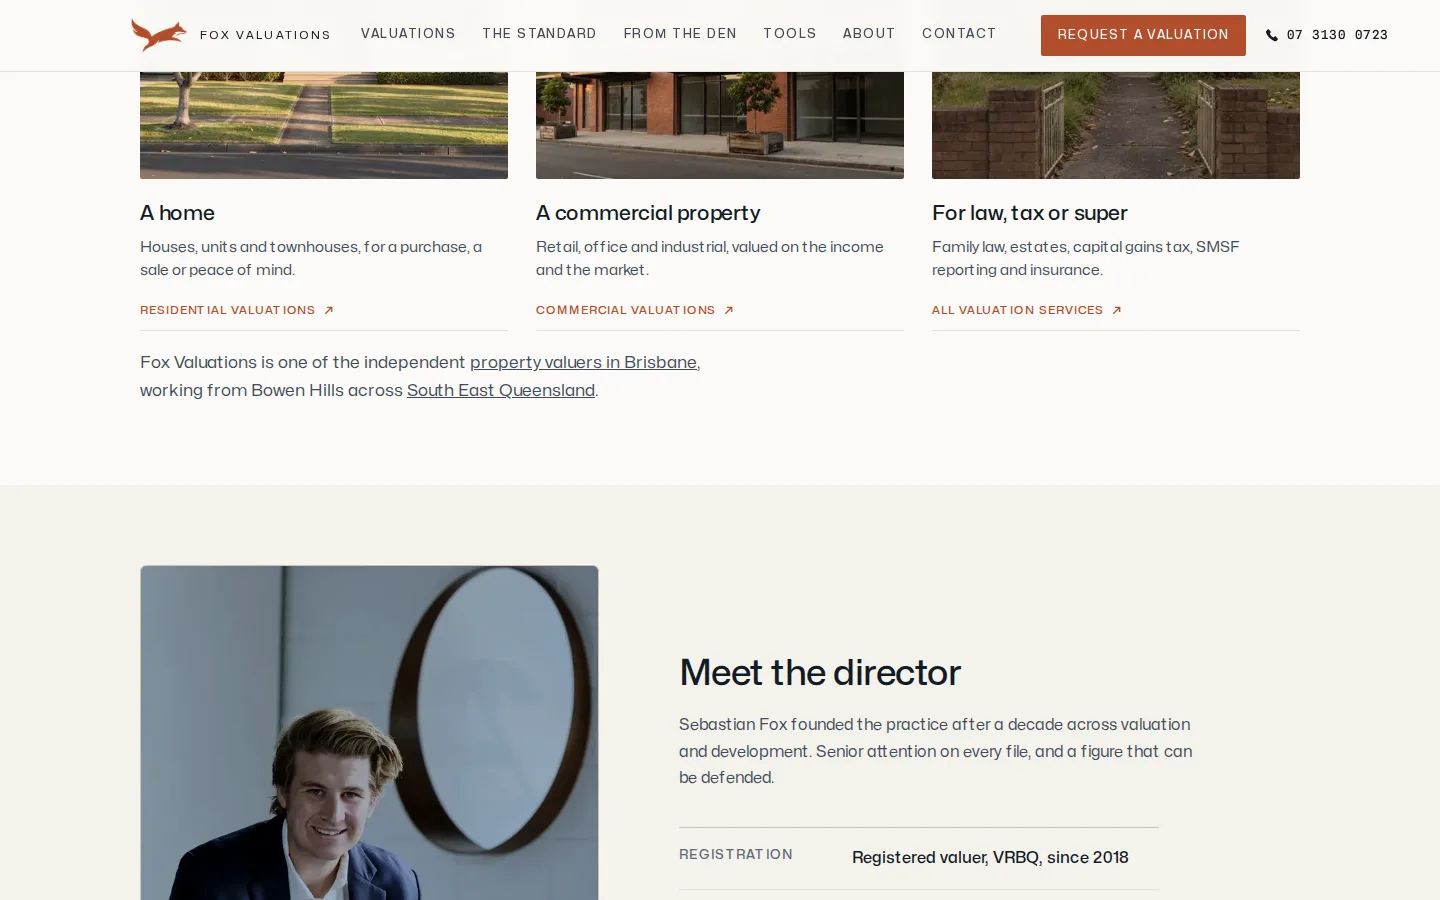 FOX VALUATIONS
VALUATIONS
THE STANDARD
FROM THE DEN
TOOLS
ABOUT
CONTACT
REQUEST A VALUATION
07 3130 0723
A home
Houses, units and townhouses, for a purchase, a
sale or peace of mind.
RESIDENTIAL VALUATIONS ↗
A commercial property
Retail, office and industrial, valued on the income
and the market.
COMMERCIAL VALUATIONS ↗
For law, tax or super
Family law, estates, capital gains tax, SMSF
reporting and insurance.
ALL VALUATION SERVICES ↗
Fox Valuations is one of the independent property valuers in Brisbane,
working from Bowen Hills across South East Queensland.
Meet the director
Sebastian Fox founded the practice after a decade across valuation
and development. Senior attention on every file, and a figure that can
be defended.
REGISTRATION
Registered valuer, VRBQ, since 2018